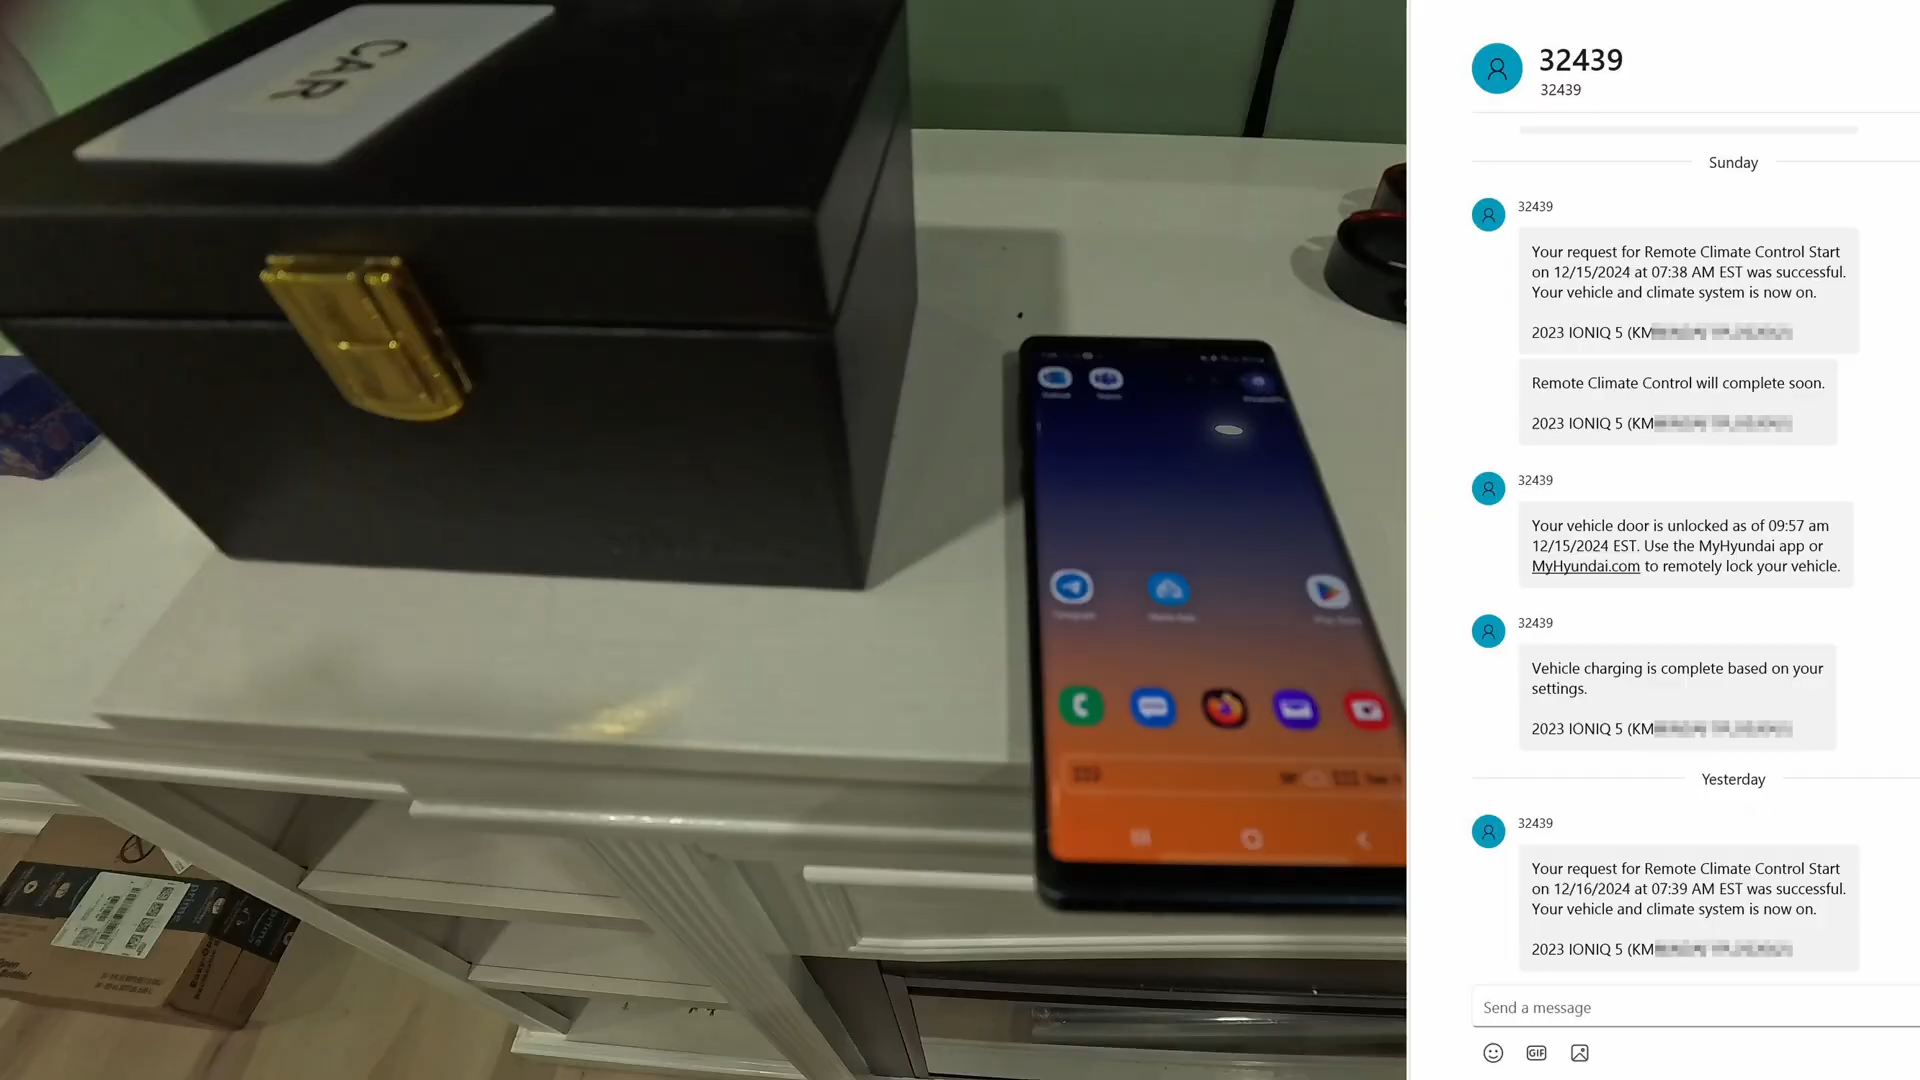 CAR
prime
32439
32439
Sunday
32439
Your request for Remote Climate Control Start
on 12/15/2024 at 07:38 AM EST was successful.
Your vehicle and climate system is now on.
2023 IONIQ 5 (KM
Remote Climate Control will complete soon.
2023 IONIQ 5 (KM
32439
Your vehicle door is unlocked as of 09:57 am
12/15/2024 EST. Use the MyHyundai app or
MyHyundai.com to remotely lock your vehicle.
32439
Vehicle charging is complete based on your
settings.
2023 IONIQ 5 (KM
Yesterday
32439
Your request for Remote Climate Control Start
on 12/16/2024 at 07:39 AM EST was successful.
Your vehicle and climate system is now on.
2023 IONIQ 5 (KM
Send a message
GIF